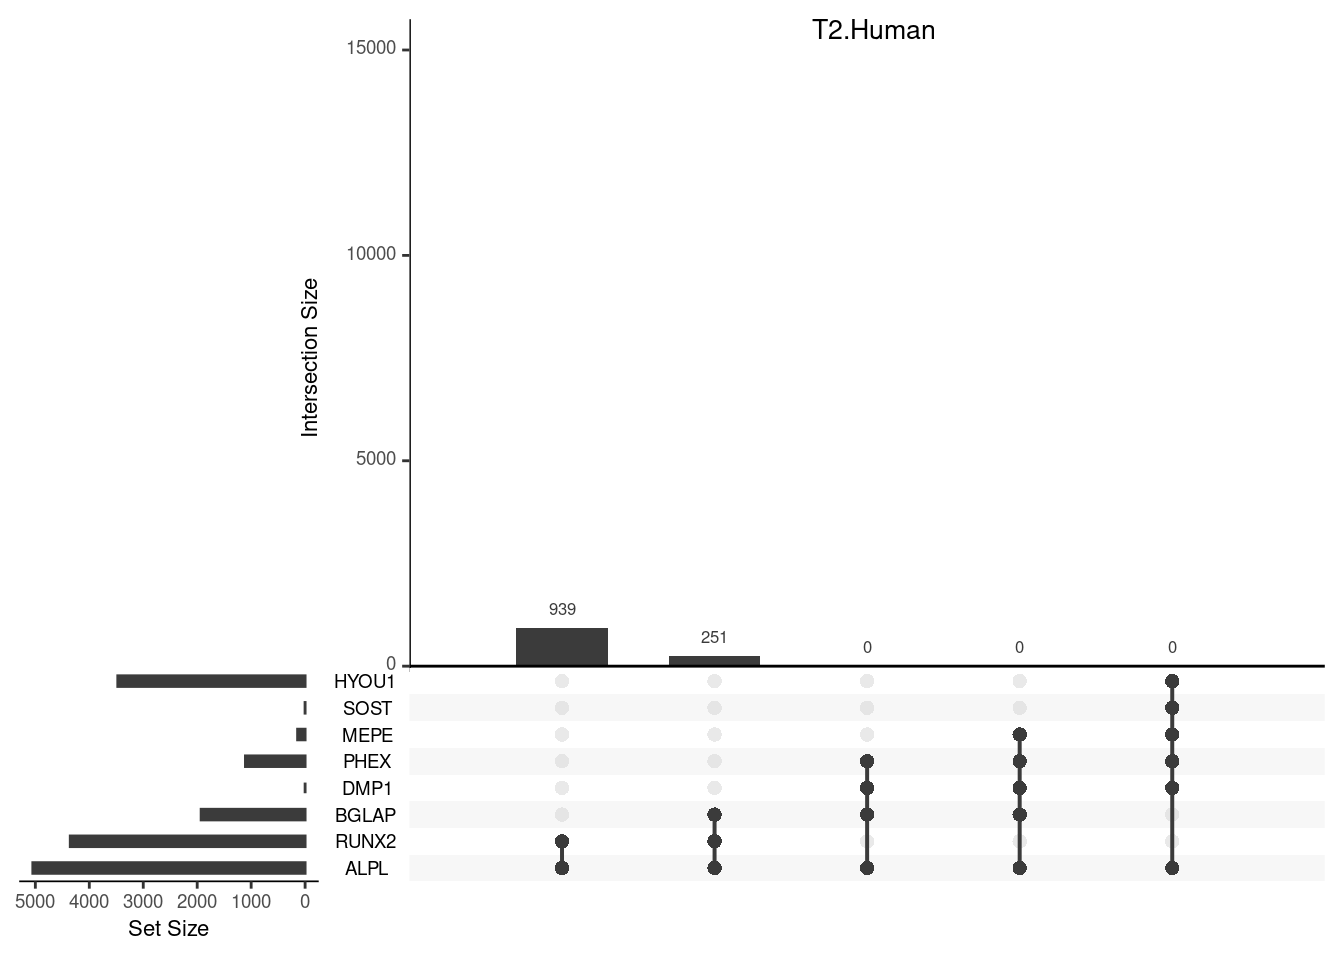 T2.Human
15000
10000
5000
0
Intersection Size
939
251
0
0
0
HYOU1
SOST
MEPE
PHEX
DMP1
BGLAP
RUNX2
ALPL
5000 4000 3000 2000 1000 0
Set Size